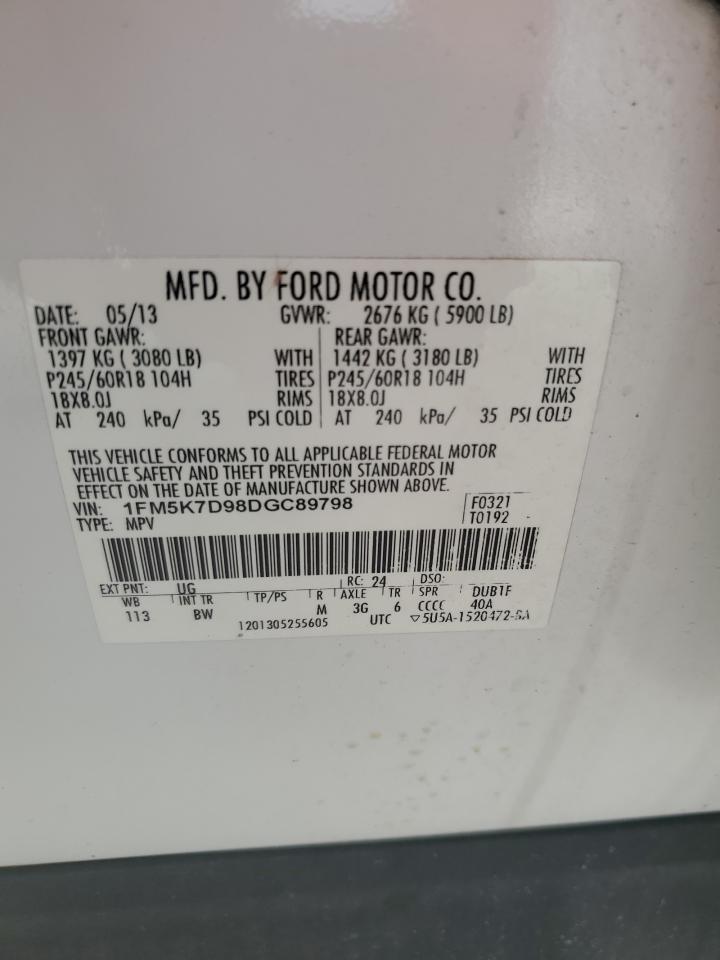 MFD. BY FORD MOTOR CO.
DATE: 05/13 GVWR: 2676 KG ( 5900 LB)
FRONT GAWR: REAR GAWR:
1397 KG ( 3080 LB) WITH 1442 KG ( 3180 LB) WITH
P245/60R18 104H TIRES P245/60R18 104H TIRES
18X8.0J RIMS 18X8.0J RIMS
AT 240 kPa/ 35 PSI COLD AT 240 kPa/ 35 PSI COLD
THIS VEHICLE CONFORMS TO ALL APPLICABLE FEDERAL MOTOR
VEHICLE SAFETY AND THEFT PREVENTION STANDARDS IN
EFFECT ON THE DATE OF MANUFACTURE SHOWN ABOVE.
VIN: 1FM5K7D98DGC89798 F0321
TYPE: MPV T0192
EXT PNT: UG RC: 24 DSO:
WB INT TR TP/PS R AXLE TR SPR DUB1F
113 BW M 3G 6 CCCC 40A
1201305255605 UTC ▽5U5A-1520472-